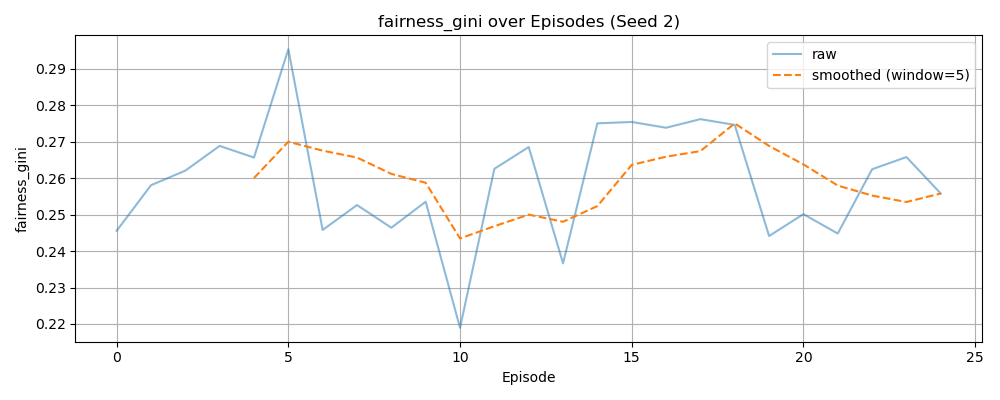 fairness_gini over Episodes (Seed 2)
raw
smoothed (window=5)
fairness_gini
0.29
0.28
0.27
0.26
0.25
0.24
0.23
0.22
0
5
10
15
20
25
Episode